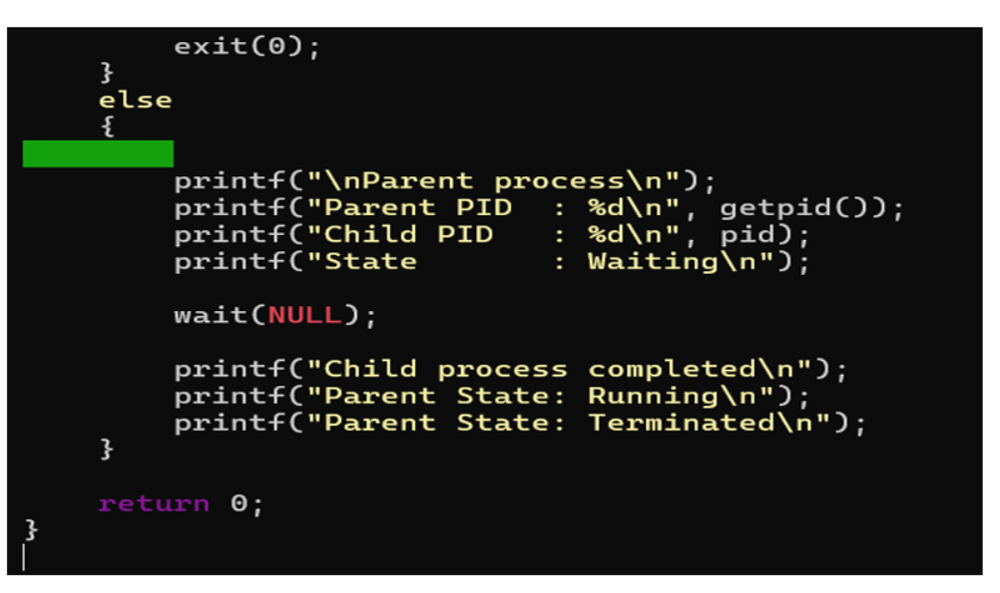 exit(0);
}
else
{
printf("\nParent process\n");
printf("Parent PID  : %d\n", getpid());
printf("Child PID   : %d\n", pid);
printf("State       : Waiting\n");
wait(NULL);
printf("Child process completed\n");
printf("Parent State: Running\n");
printf("Parent State: Terminated\n");
}
return 0;
}